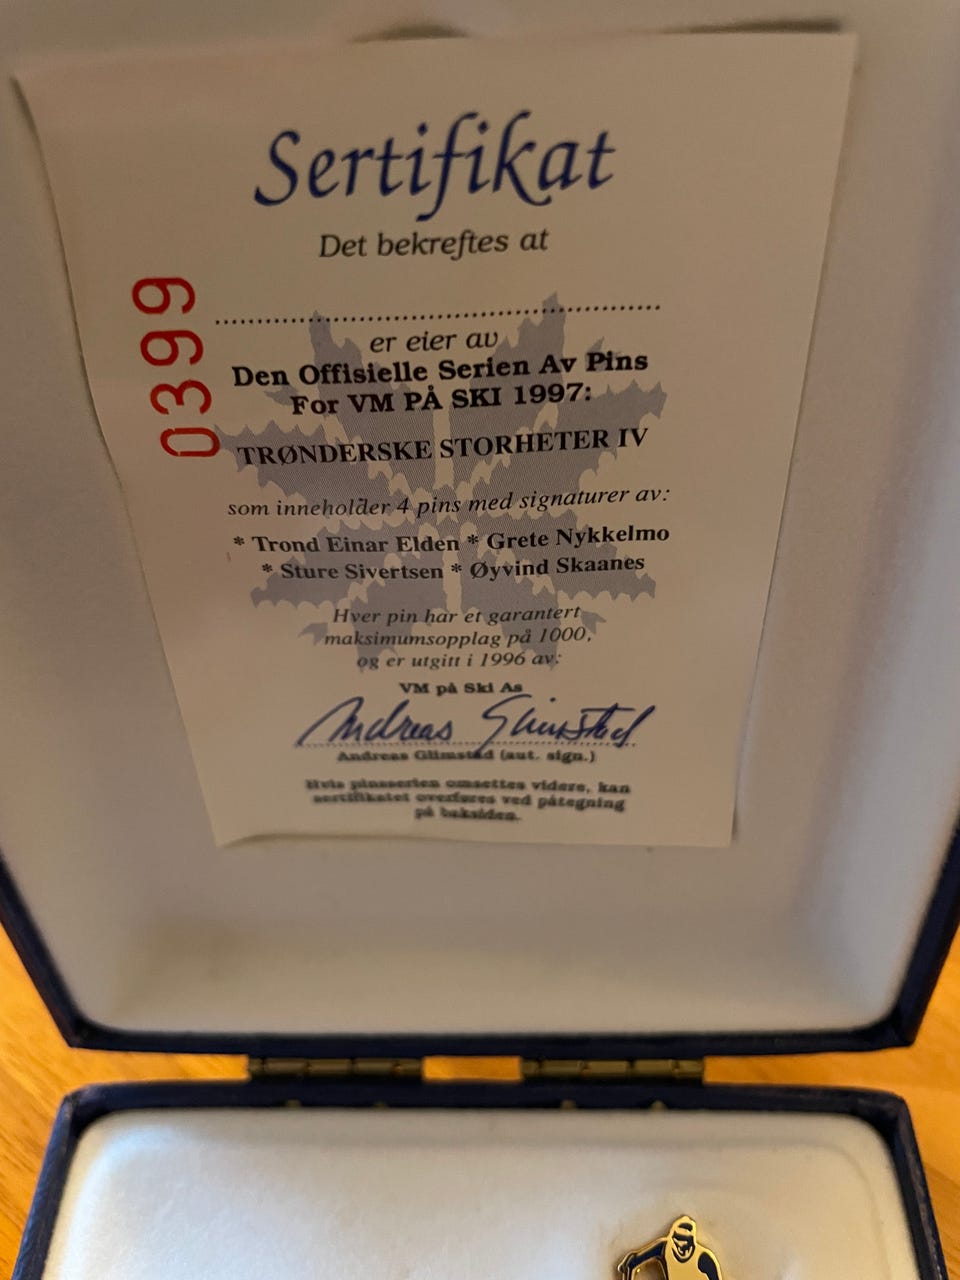 Sertifikat
Det bekreftes at
0399
er eier av
Den Offisielle Serien Av Pins
For VM PÅ SKI 1997:
TRØNDERSKE STORHETER IV
som inneholder 4 pins med signaturer av:
* Trond Einar Elden * Grete Nykkelmo
* Sture Sivertsen * Øyvind Skaanes
Hver pin har et garantert
maksimumsopplag på 1000,
og er utgitt i 1996 av:
VM på Ski As
Andreas Glimstad
Andreas Glimstad (aut. sign.)
Hvis pinsserien omsettes videre, kan
sertifikatet overføres ved påtegning
på baksiden.